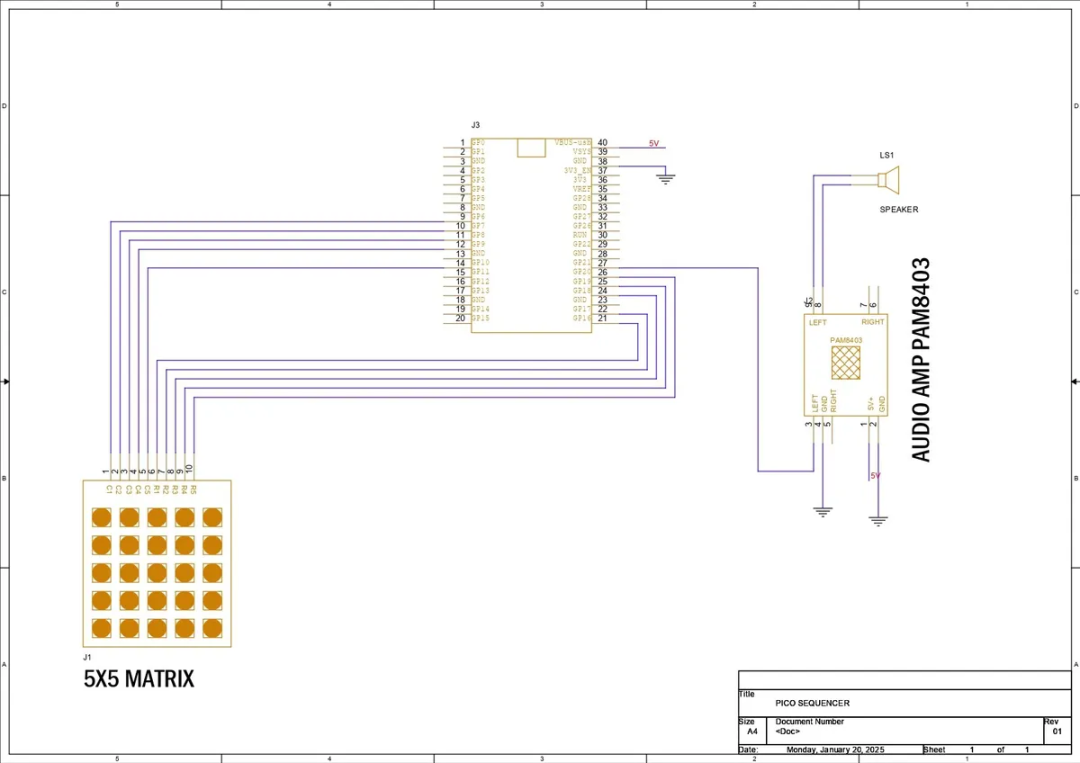 5 4 3 2 1
D D
C C
B B
A A
J3
1 GP0 VBUS-USB 40
2 GP1 VSYS 39
3 GND GND 38
4 GP2 3V3_EN 37
5 GP3 3V3 36
6 GP4 VREF 35
7 GP5 GP28 34
8 GND GND 33
9 GP6 GP27 32
10 GP7 GP26 31
11 GP8 RUN 30
12 GP9 GP22 29
13 GND GND 28
14 GP10 GP21 27
15 GP11 GP20 26
16 GP12 GP19 25
17 GP13 GP18 24
18 GND GND 23
19 GP14 GP17 22
20 GP15 GP16 21
5V
LS1
SPEAKER
J2
9 8 7 6
LEFT RIGHT
PAM8403
LEFT GND RIGHT 5V+ GND
3 4 5 1 2
5V
AUDIO AMP PAM8403
1 2 3 4 5 6 7 8 9 10
C1 C2 C3 C4 C5 R1 R2 R3 R4 R5
J1
5X5 MATRIX
Title
PICO SEQUENCER
Size Document Number Rev
A4 <Doc> 01
Date: Monday, January 20, 2025 Sheet 1 of 1
5 4 3 2 1